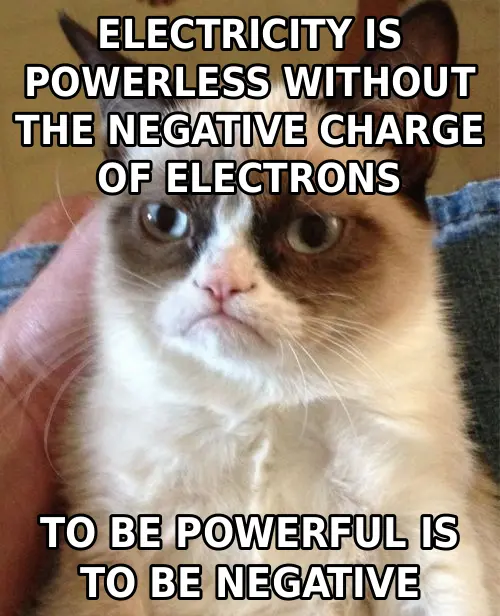 ELECTRICITY IS
POWERLESS WITHOUT
THE NEGATIVE CHARGE
OF ELECTRONS
TO BE POWERFUL IS
TO BE NEGATIVE